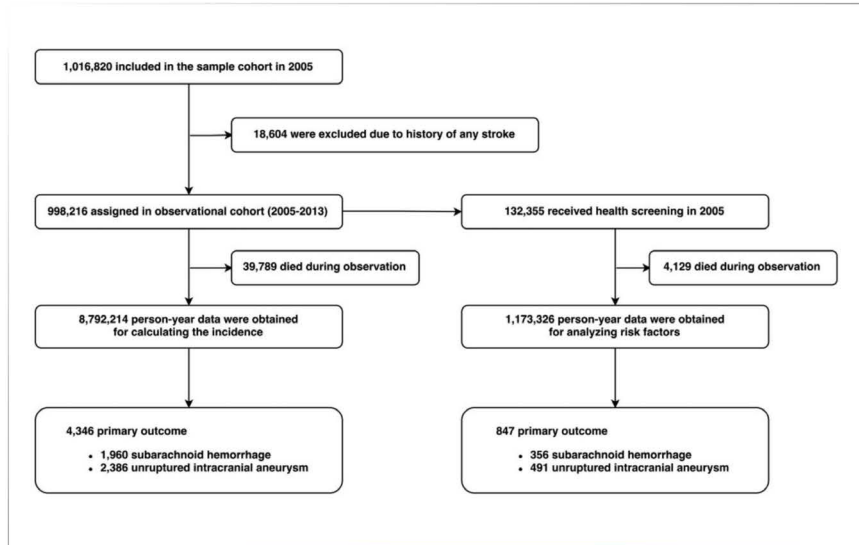 1,016,820 included in the sample cohort in 2005
18,604 were excluded due to history of any stroke
998,216 assigned in observational cohort (2005-2013)
132,355 received health screening in 2005
39,789 died during observation
4,129 died during observation
8,792,214 person-year data were obtained
for calculating the incidence
1,173,326 person-year data were obtained
for analyzing risk factors
4,346 primary outcome
• 1,960 subarachnoid hemorrhage
• 2,386 unruptured intracranial aneurysm
847 primary outcome
• 356 subarachnoid hemorrhage
• 491 unruptured intracranial aneurysm